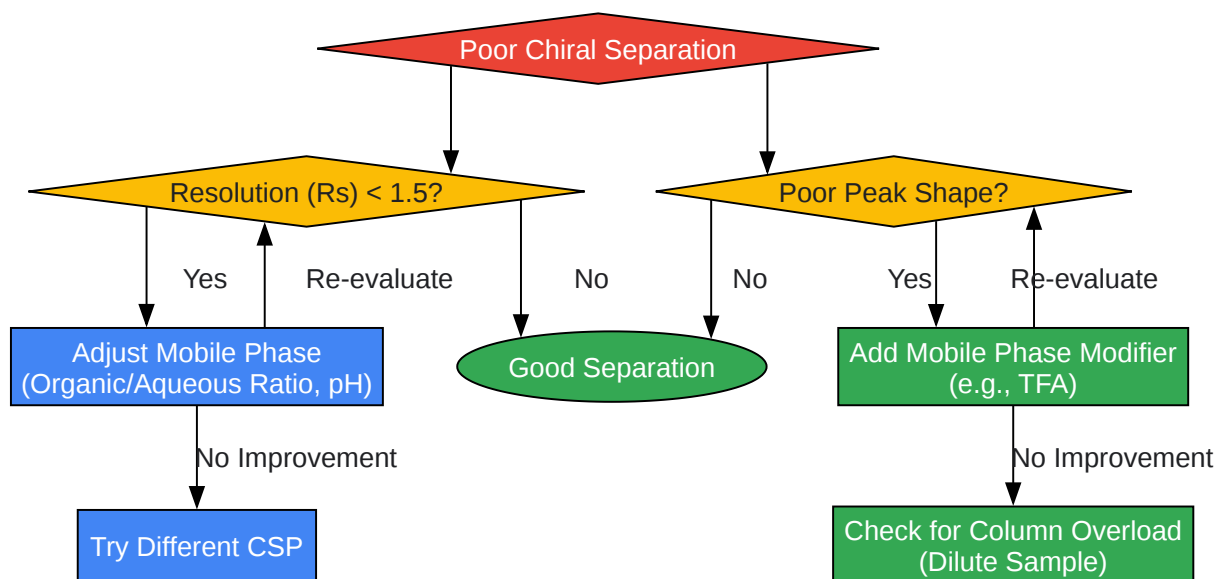 Poor Chiral Separation
Resolution (Rs) < 1.5?
Poor Peak Shape?
Yes
Re-evaluate
No
No
Yes
Re-evaluate
Adjust Mobile Phase
(Organic/Aqueous Ratio, pH)
Good Separation
Add Mobile Phase Modifier
(e.g., TFA)
No Improvement
No Improvement
Try Different CSP
Check for Column Overload
(Dilute Sample)